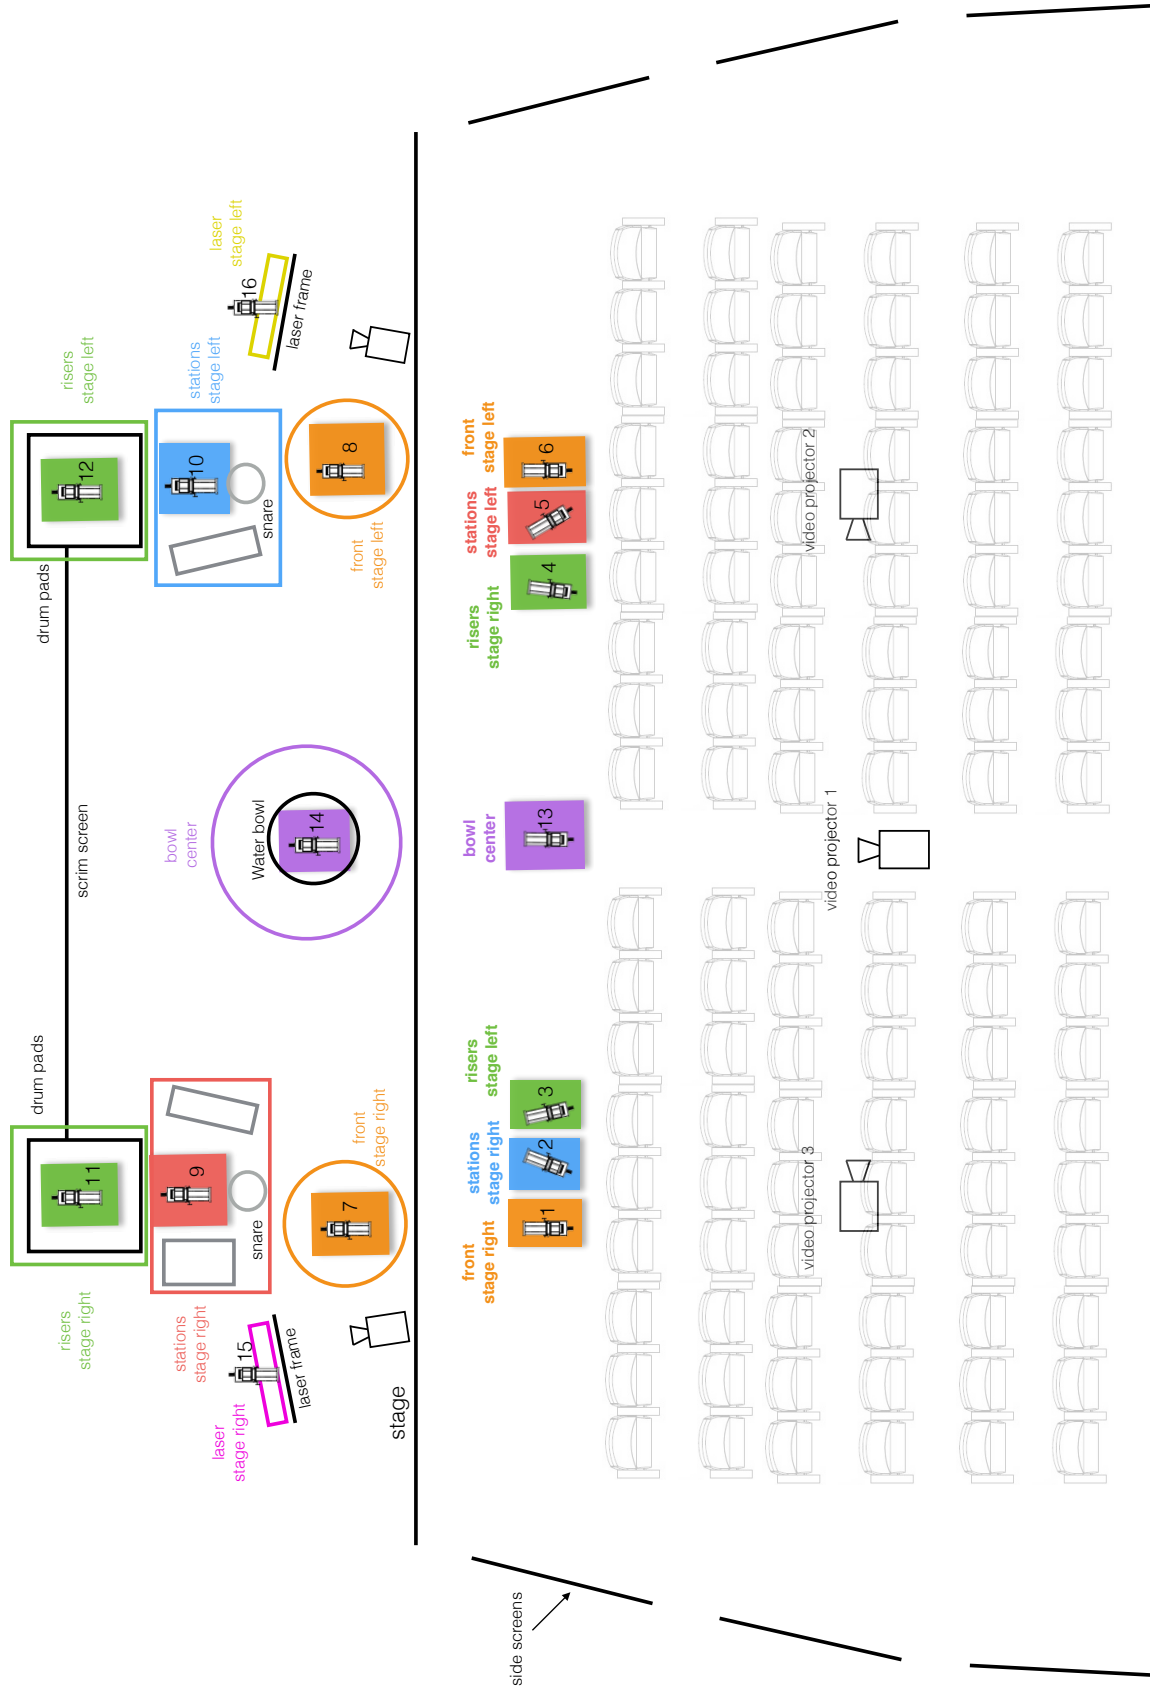 drum pads
drum pads
risers
stage right
scrim screen
risers
stage left
11
12
stations
stage right
9
bowl
center
stations
stage left
10
laser
stage right
15
laser
stage left
16
snare
Water bowl
snare
laser frame
laser frame
14
7
front
stage right
8
front
stage left
stage
front
stage right
stations
stage right
risers
stage left
bowl
center
risers
stage right
stations
stage left
front
stage left
side screens
1
2
3
13
4
5
6
video projector 3
video projector 1
video projector 2